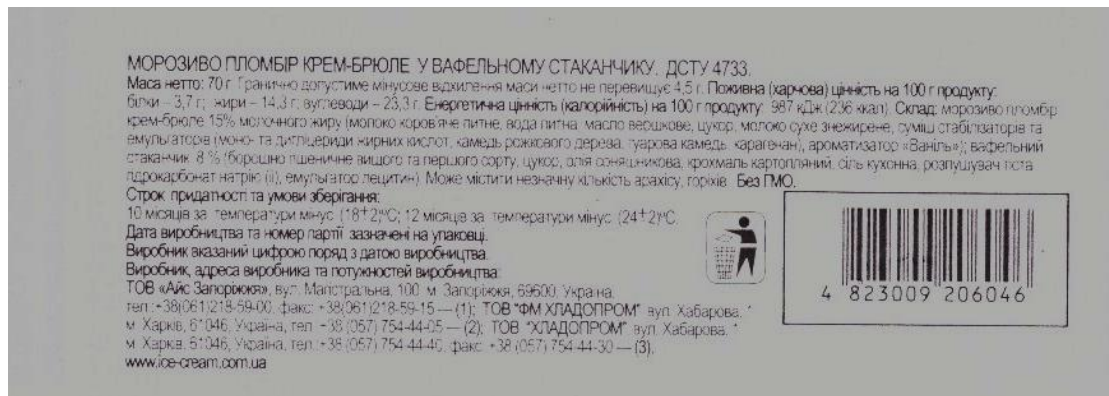 МОРОЗИВО ПЛОМБІР КРЕМ-БРЮЛЕ У ВАФЕЛЬНОМУ СТАКАНЧИКУ. ДСТУ 4733.
Маса нетто: 70 г. Гранично допустиме мінусове відхилення маси нетто не перевищує 4,5 г. Поживна (харчова) цінність на 100 г продукту:
білки – 3,7 г; жири – 14,3 г; вуглеводи – 23,3 г. Енергетична цінність (калорійність) на 100 г продукту: 987 кДж (236 ккал). Склад: морозиво пломбір
крем-брюле 15% молочного жиру (молоко коров'яче питне, вода питна, масло вершкове, цукор, молоко сухе знежирене, суміш стабілізаторів та
емульгаторів (моно- та дигліцериди жирних кислот, камедь рожкового дерева, гуарова камедь, карагенан), ароматизатор «Ваніль»); вафельний
стаканчик 8 % (борошно пшеничне вищого та першого сорту, цукор, олія соняшникова, крохмаль картопляний, сіль кухонна, розпушувач тіста
гідрокарбонат натрію (ii), емульгатор лецитин). Може містити незначну кількість арахісу, горіхів. Без ГМО.
Строк придатності та умови зберігання:
10 місяців за температури мінус (18±2)°С; 12 місяців за температури мінус (24±2)°С.
Дата виробництва та номер партії зазначені на упаковці.
Виробник вказаний цифрою поряд з датою виробництва.
Виробник, адреса виробника та потужностей виробництва:
ТОВ «Айс Запоріжжя», вул. Магістральна, 100, м. Запоріжжя, 69600, Україна,
тел.:+38(061)218-59-00, факс: +38(061)218-59-15 — (1); ТОВ "ФМ ХЛАДОПРОМ" вул. Хабарова, 1
м. Харків, 61046, Україна, тел. +38 (057) 754-44-05 — (2); ТОВ "ХЛАДОПРОМ" вул. Хабарова, 1
м. Харків, 61046, Україна, тел.:+38 (057) 754-44-40, факс: +38 (057) 754-44-30 — (3).
www.ice-cream.com.ua
4 823009 206046